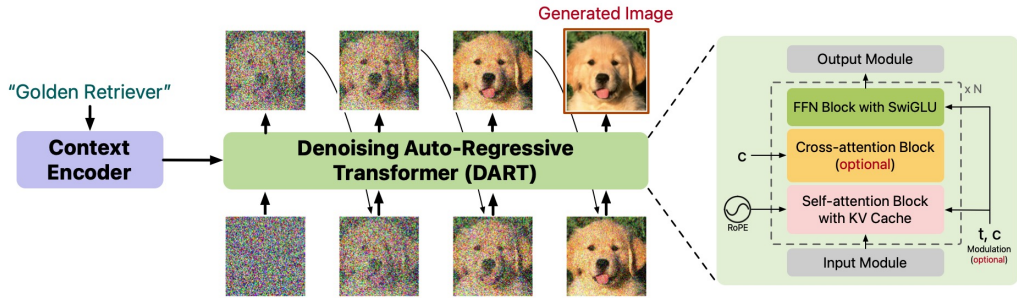 Generated Image
“Golden Retriever”
Context
Encoder
Denoising Auto-Regressive
Transformer (DART)
Output Module
x N
FFN Block with SwiGLU
c
Cross-attention Block
(optional)
Self-attention Block
with KV Cache
RoPE
t, c
Modulation
(optional)
Input Module